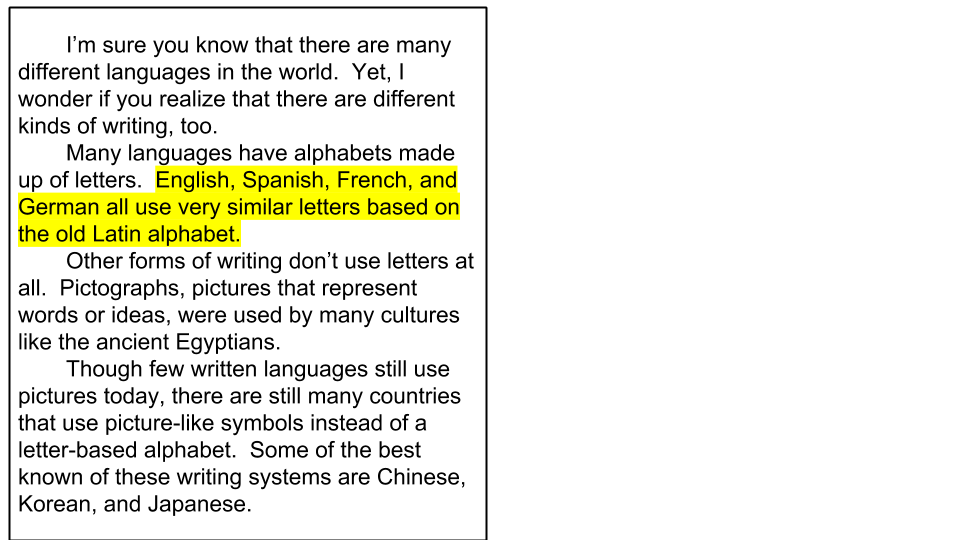 I'm sure you know that there are many
different languages in the world.  Yet, I
wonder if you realize that there are different
kinds of writing, too.
Many languages have alphabets made
up of letters.  English, Spanish, French, and
German all use very similar letters based on
the old Latin alphabet.
Other forms of writing don't use letters at
all.  Pictographs, pictures that represent
words or ideas, were used by many cultures
like the ancient Egyptians.
Though few written languages still use
pictures today, there are still many countries
that use picture-like symbols instead of a
letter-based alphabet.  Some of the best
known of these writing systems are Chinese,
Korean, and Japanese.